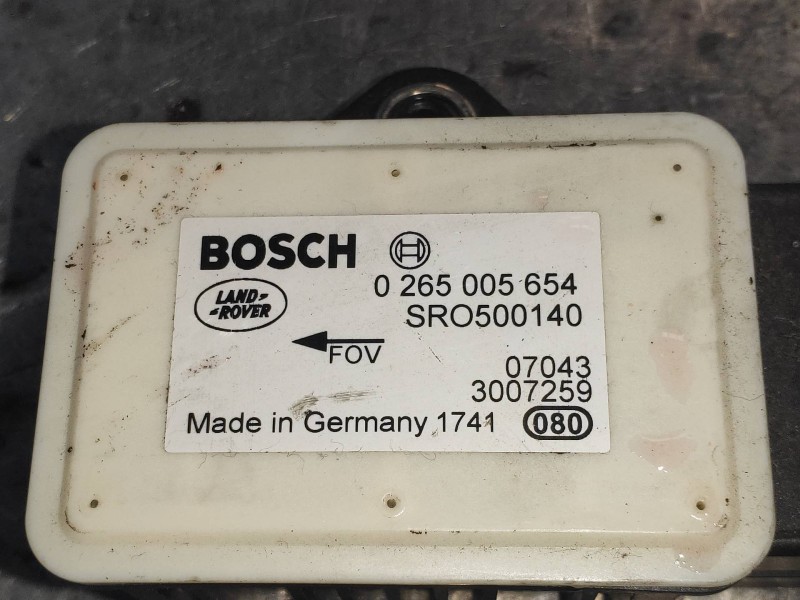 BOSCH
0 265 005 654
LAND-
-ROVER
SRO500140
FOV
07043
3007259
Made in Germany 1741 080